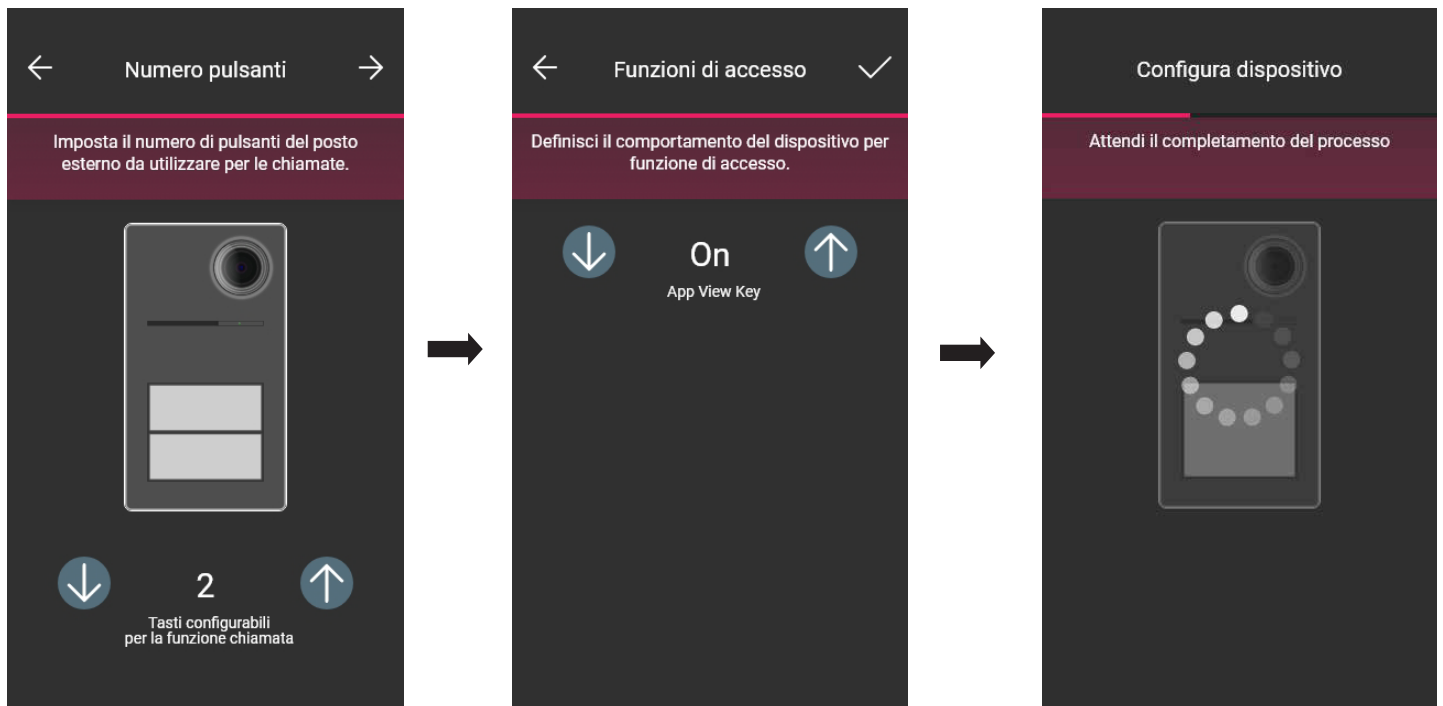 Numero pulsanti
Imposta il numero di pulsanti del posto
esterno da utilizzare per le chiamate.
2
Tasti configurabili
per la funzione chiamata
Funzioni di accesso
Definisci il comportamento del dispositivo per
funzione di accesso.
On
App View Key
Configura dispositivo
Attendi il completamento del processo